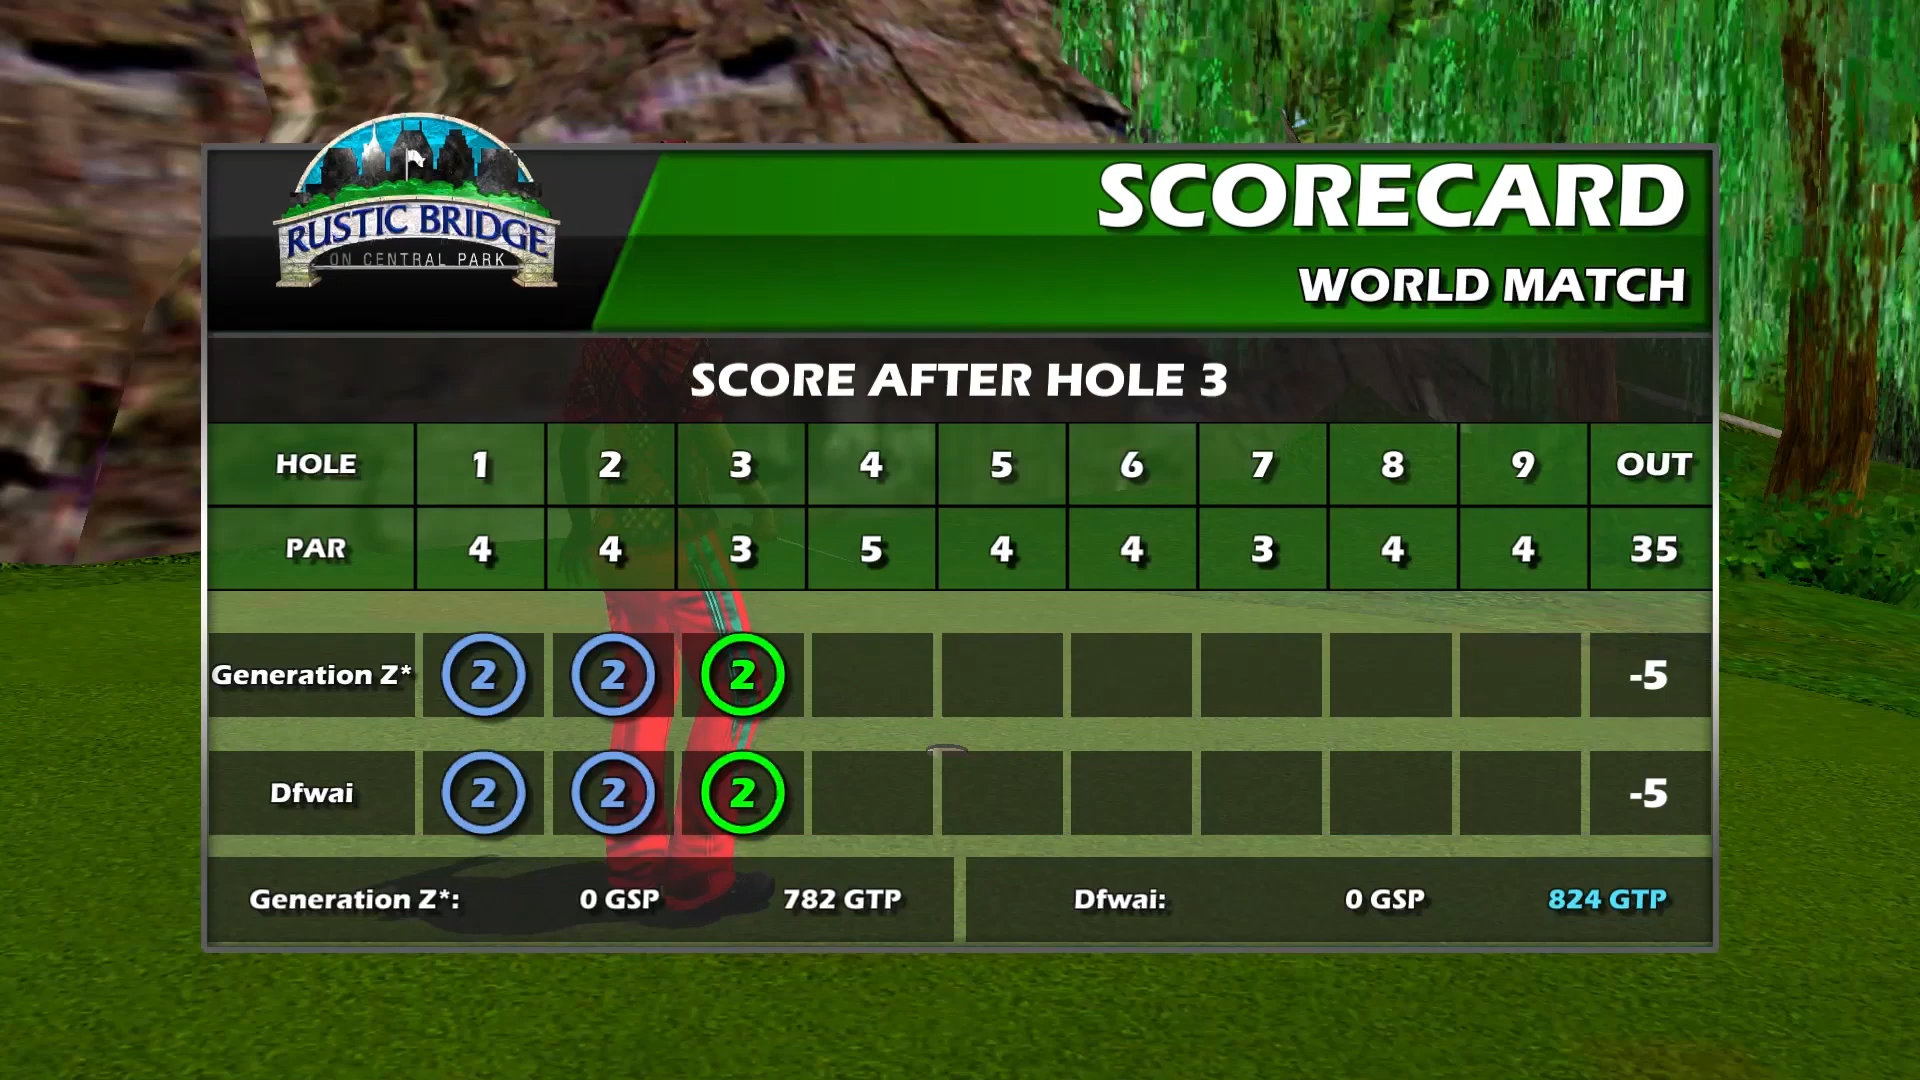 RUSTIC BRIDGE
ON CENTRAL PARK
SCORECARD
WORLD MATCH
SCORE AFTER HOLE 3
HOLE 1 2 3 4 5 6 7 8 9 OUT
PAR 4 4 3 5 4 4 3 4 4 35
Generation Z* 2 2 2 -5
Dfwai 2 2 2 -5
Generation Z*: 0 GSP 782 GTP Dfwai: 0 GSP 824 GTP